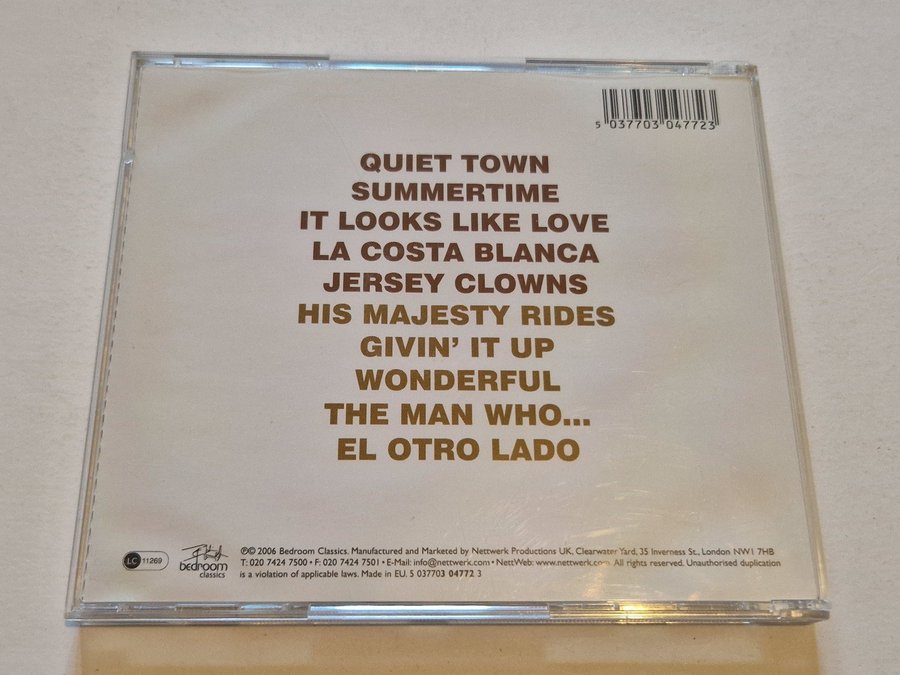 5 037703 047723
QUIET TOWN
SUMMERTIME
IT LOOKS LIKE LOVE
LA COSTA BLANCA
JERSEY CLOWNS
HIS MAJESTY RIDES
GIVIN' IT UP
WONDERFUL
THE MAN WHO...
EL OTRO LADO
LC 11269
bedroom
classics
℗© 2006 Bedroom Classics. Manufactured and Marketed by Nettwerk Productions UK, Clearwater Yard, 35 Inverness St., London NW1 7HB
T: 020 7424 7500 • F: 020 7424 7501 • E-Mail: info@nettwerk.com • NettWeb: www.nettwerk.com. All rights reserved. Unauthorised duplication
is a violation of applicable laws. Made in EU. 5 037703 04772 3